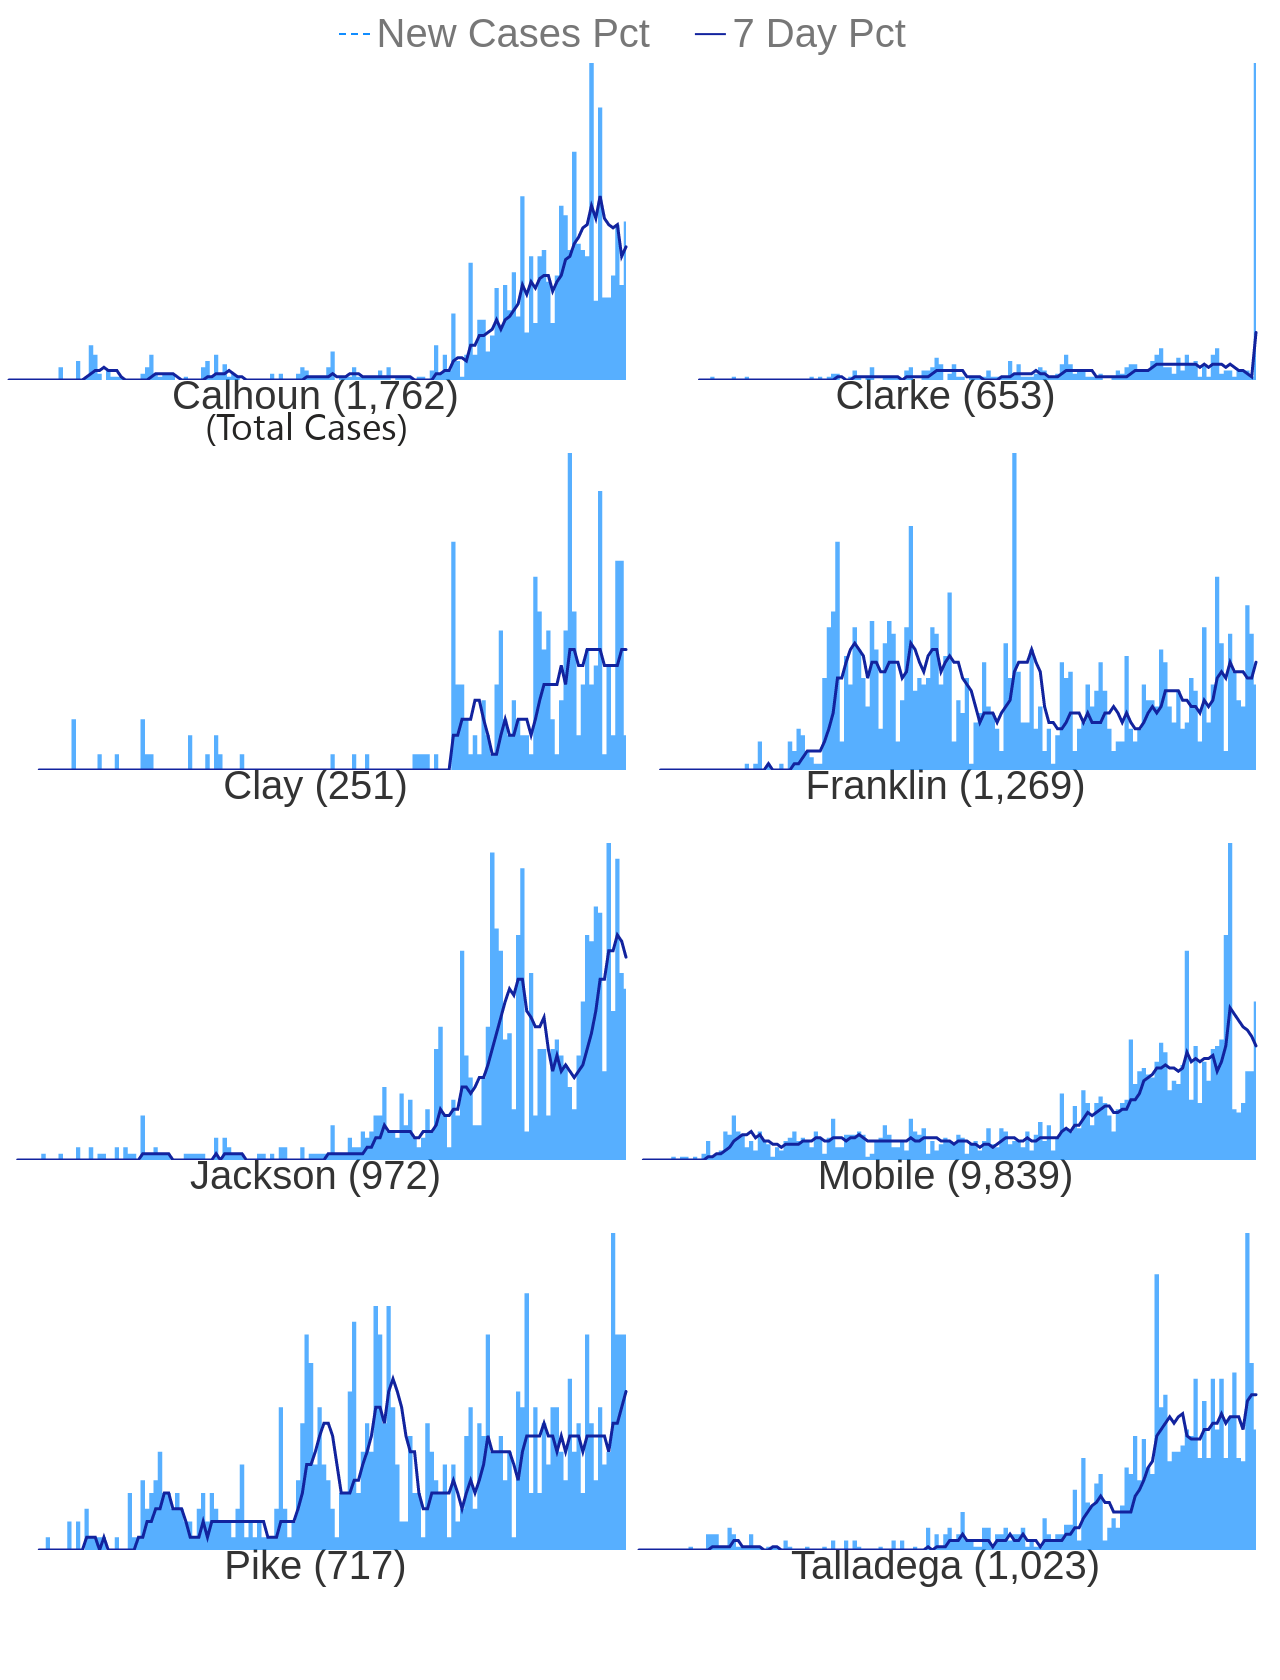 New Cases Pct 7 Day Pct
Calhoun (1,762) Clarke (653)
(Total Cases)
Clay (251) Franklin (1,269)
Jackson (972) Mobile (9,839)
Pike (717) Talladega (1,023)